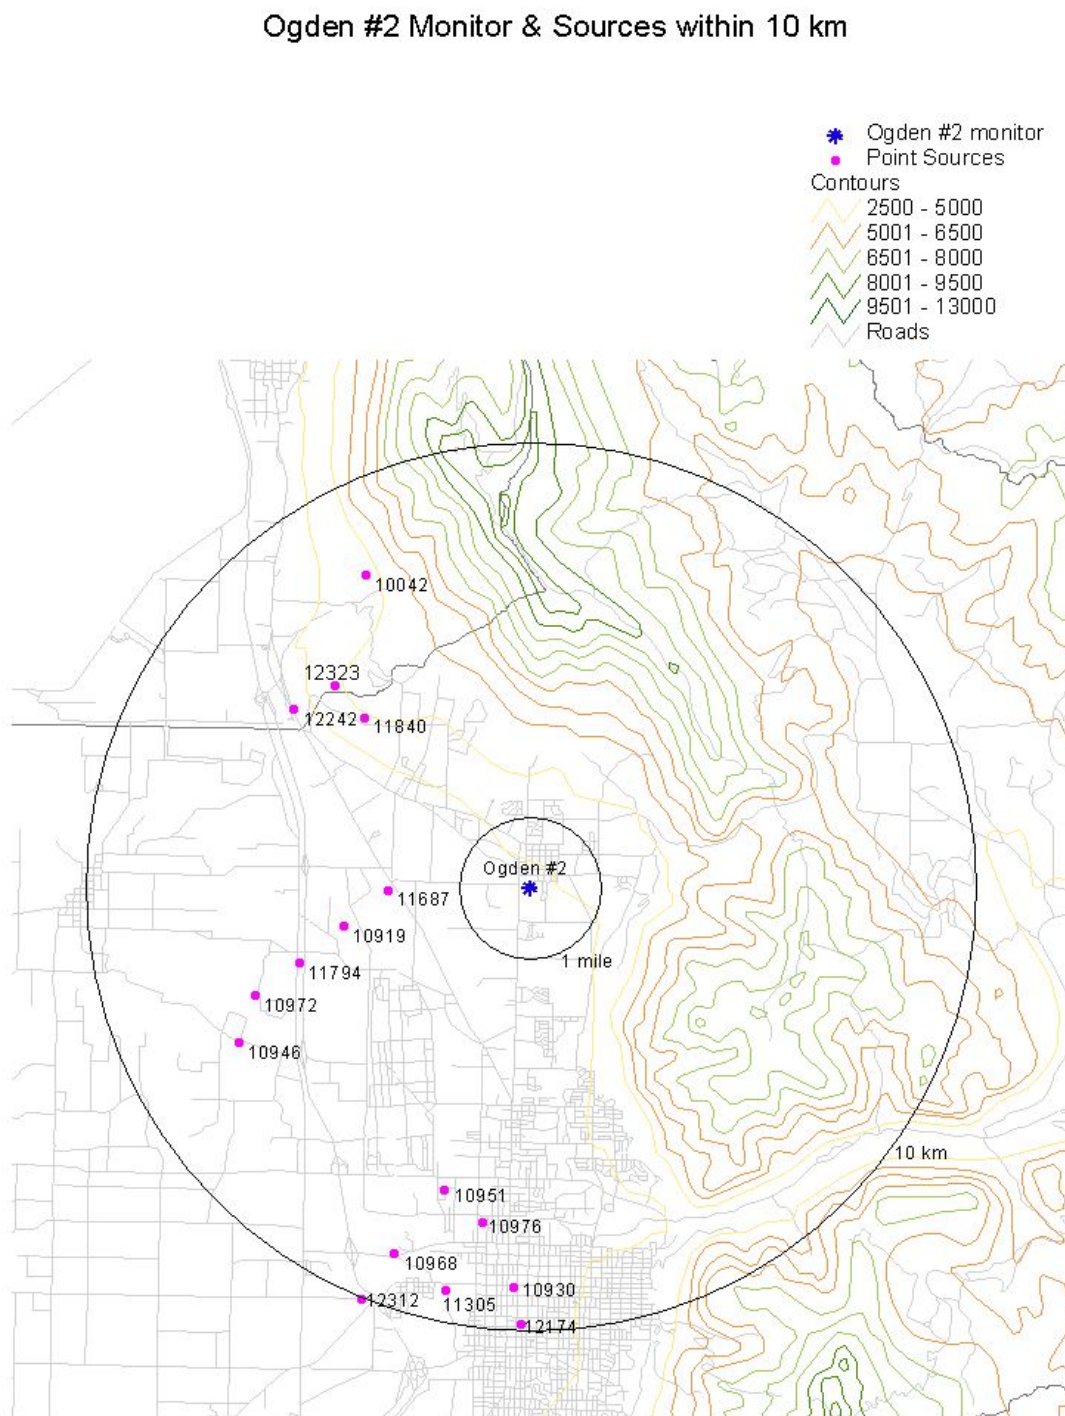 Ogden #2 Monitor & Sources within 10 km
Ogden #2 monitor
Point Sources
Contours
2500 - 5000
5001 - 6500
6501 - 8000
8001 - 9500
9501 - 13000
Roads
10042
12323
12242
11840
Ogden #2
11687
10919
1 mile
11794
10972
10946
10 km
10951
10976
10968
10930
12312
11305
12174